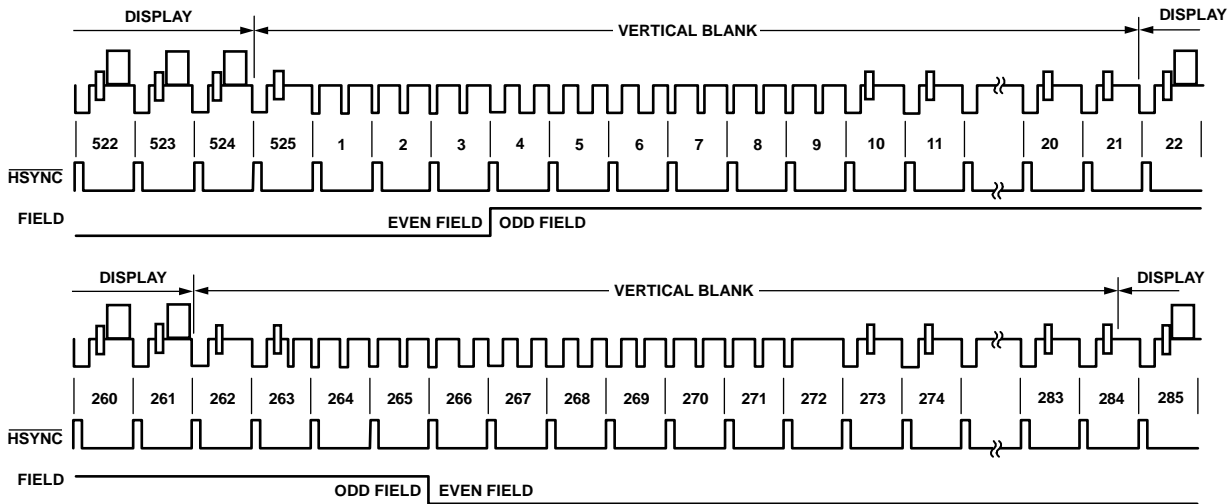 DISPLAY VERTICAL BLANK DISPLAY
522 523 524 525 1 2 3 4 5 6 7 8 9 10 11 20 21 22
HSYNC
FIELD EVEN FIELD ODD FIELD
DISPLAY VERTICAL BLANK DISPLAY
260 261 262 263 264 265 266 267 268 269 270 271 272 273 274 283 284 285
HSYNC
FIELD ODD FIELD EVEN FIELD